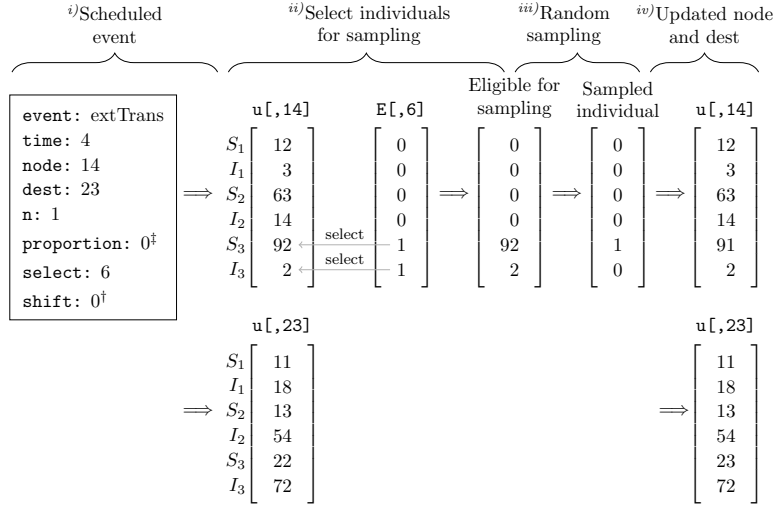 i)Scheduled event
ii)Select individuals for sampling
iii)Random sampling
iv)Updated node and dest
event: extTrans
time: 4
node: 14
dest: 23
n: 1
proportion: 0‡
select: 6
shift: 0†
u[,14] E[,6] Eligible for sampling Sampled individual u[,14]
S1 12 0 0 0 12
I1 3 0 0 0 3
S2 63 0 0 0 63
I2 14 0 0 0 14
S3 92 select 1 92 1 91
I3 2 select 1 2 0 2
u[,23] u[,23]
S1 11 11
I1 18 18
S2 13 13
I2 54 54
S3 22 23
I3 72 72